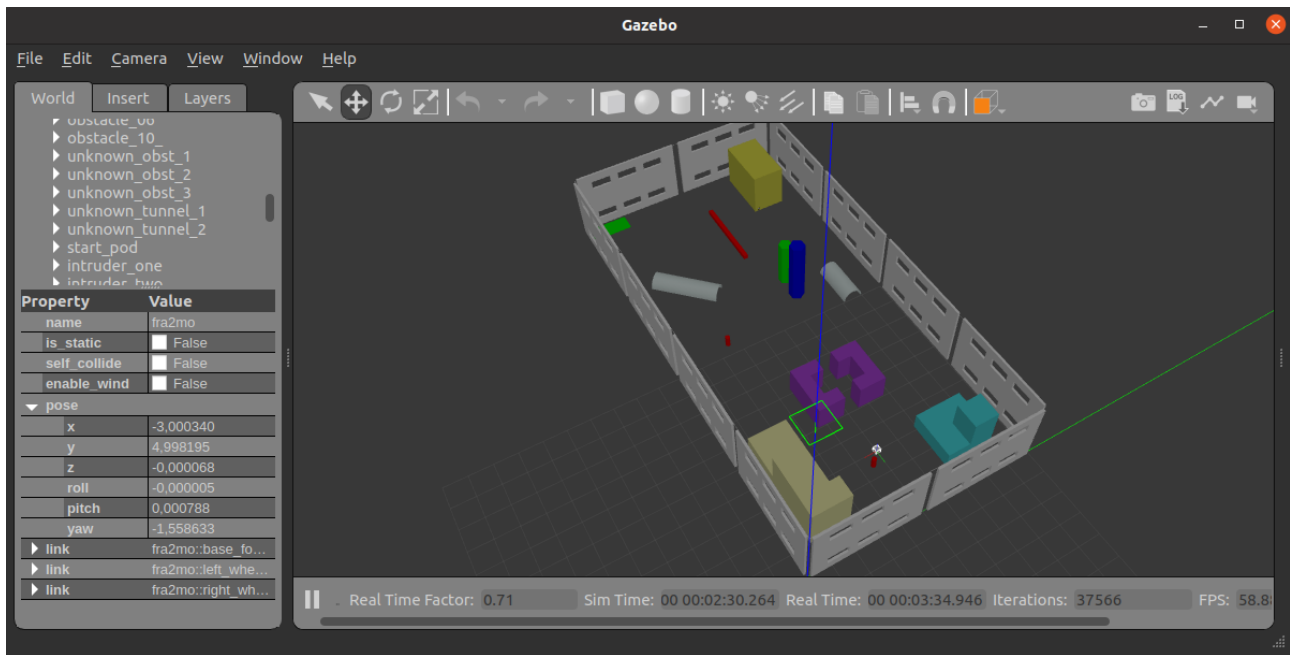 Gazebo
File Edit Camera View Window Help
World Insert Layers
LOG
obstacle_06
obstacle_10_
unknown_obst_1
unknown_obst_2
unknown_obst_3
unknown_tunnel_1
unknown_tunnel_2
start_pod
intruder_one
intruder_two
Property Value
name fra2mo
is_static False
self_collide False
enable_wind False
pose
x -3,000340
y 4,998195
z -0,000068
roll -0,000005
pitch 0,000788
yaw -1,558633
link fra2mo::base_fo...
link fra2mo::left_whe...
link fra2mo::right_wh...
Real Time Factor: 0.71 Sim Time: 00 00:02:30.264 Real Time: 00 00:03:34.946 Iterations: 37566 FPS: 58.8